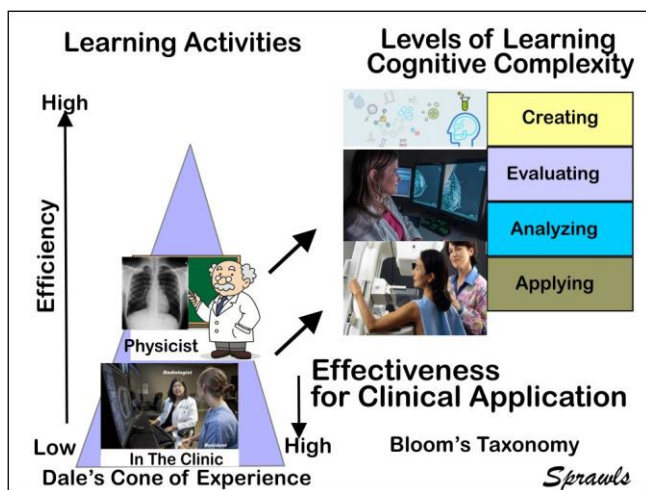 Learning Activities
Levels of Learning
Cognitive Complexity
High
Efficiency
Low
Physicist
Radiologist
Resident
In The Clinic
Dale's Cone of Experience
Creating
Evaluating
Analyzing
Applying
Effectiveness
for Clinical Application
High
Bloom's Taxonomy
Sprawls